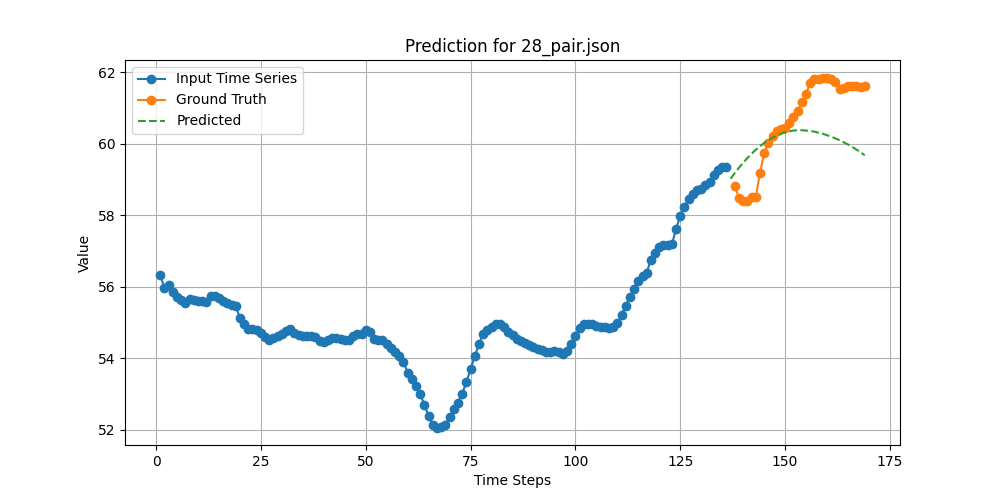 Prediction for 28_pair.json
Input Time Series
Ground Truth
Predicted
Value
62
60
58
56
54
52
0 25 50 75 100 125 150 175
Time Steps